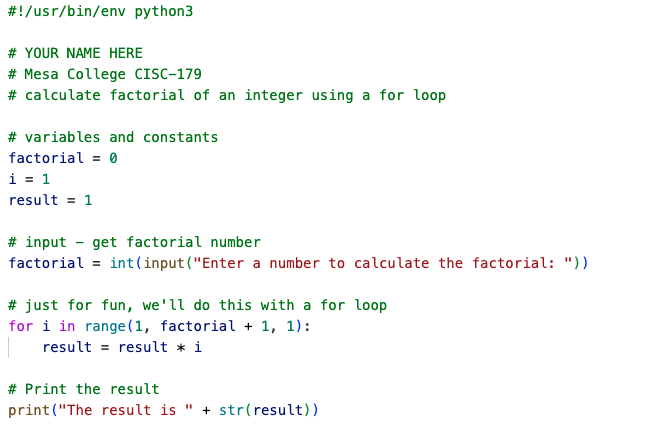 #!/usr/bin/env python3
# YOUR NAME HERE
# Mesa College CISC-179
# calculate factorial of an integer using a for loop
# variables and constants
factorial = 0
i = 1
result = 1
# input - get factorial number
factorial = int(input("Enter a number to calculate the factorial: "))
# just for fun, we'll do this with a for loop
for i in range(1, factorial + 1, 1):
    result = result * i
# Print the result
print("The result is " + str(result))